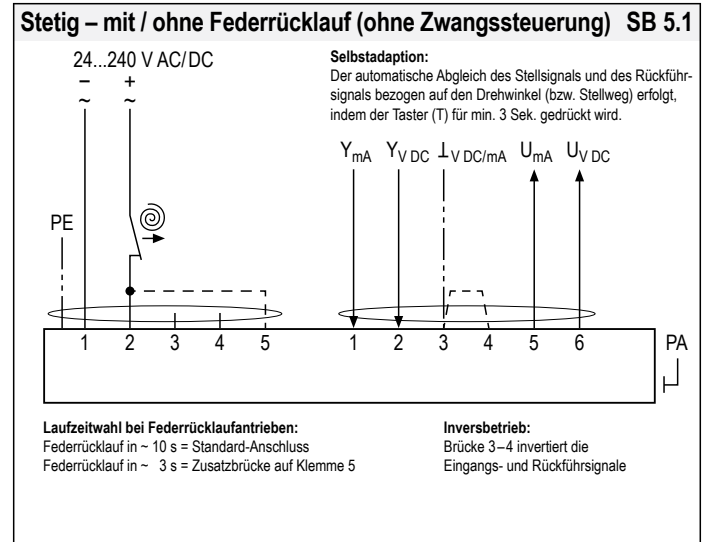 Stetig – mit / ohne Federrücklauf (ohne Zwangssteuerung) SB 5.1
24...240 V AC/DC
– +
~ ~
Selbstadaption:
Der automatische Abgleich des Stellsignals und des Rückführ-
signals bezogen auf den Drehwinkel (bzw. Stellweg) erfolgt,
indem der Taster (T) für min. 3 Sek. gedrückt wird.
YmA YV DC ⊥V DC/mA UmA UV DC
PE
1 2 3 4 5 1 2 3 4 5 6 PA
Laufzeitwahl bei Federrücklaufantrieben:
Federrücklauf in ~ 10 s = Standard-Anschluss
Federrücklauf in ~ 3 s = Zusatzbrücke auf Klemme 5
Inversbetrieb:
Brücke 3–4 invertiert die
Eingangs- und Rückführsignale